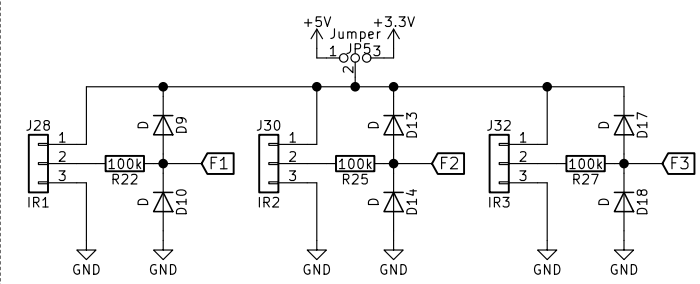 +5V +3.3V
Jumper
1 JP5 3
2
J28 D D9 J30 D D13 J32 D D17
1 1 1
2 100k F1 2 100k F2 2 100k F3
3 R22 3 R25 3 R27
IR1 D D10 IR2 D D14 IR3 D D18
GND GND GND GND GND GND